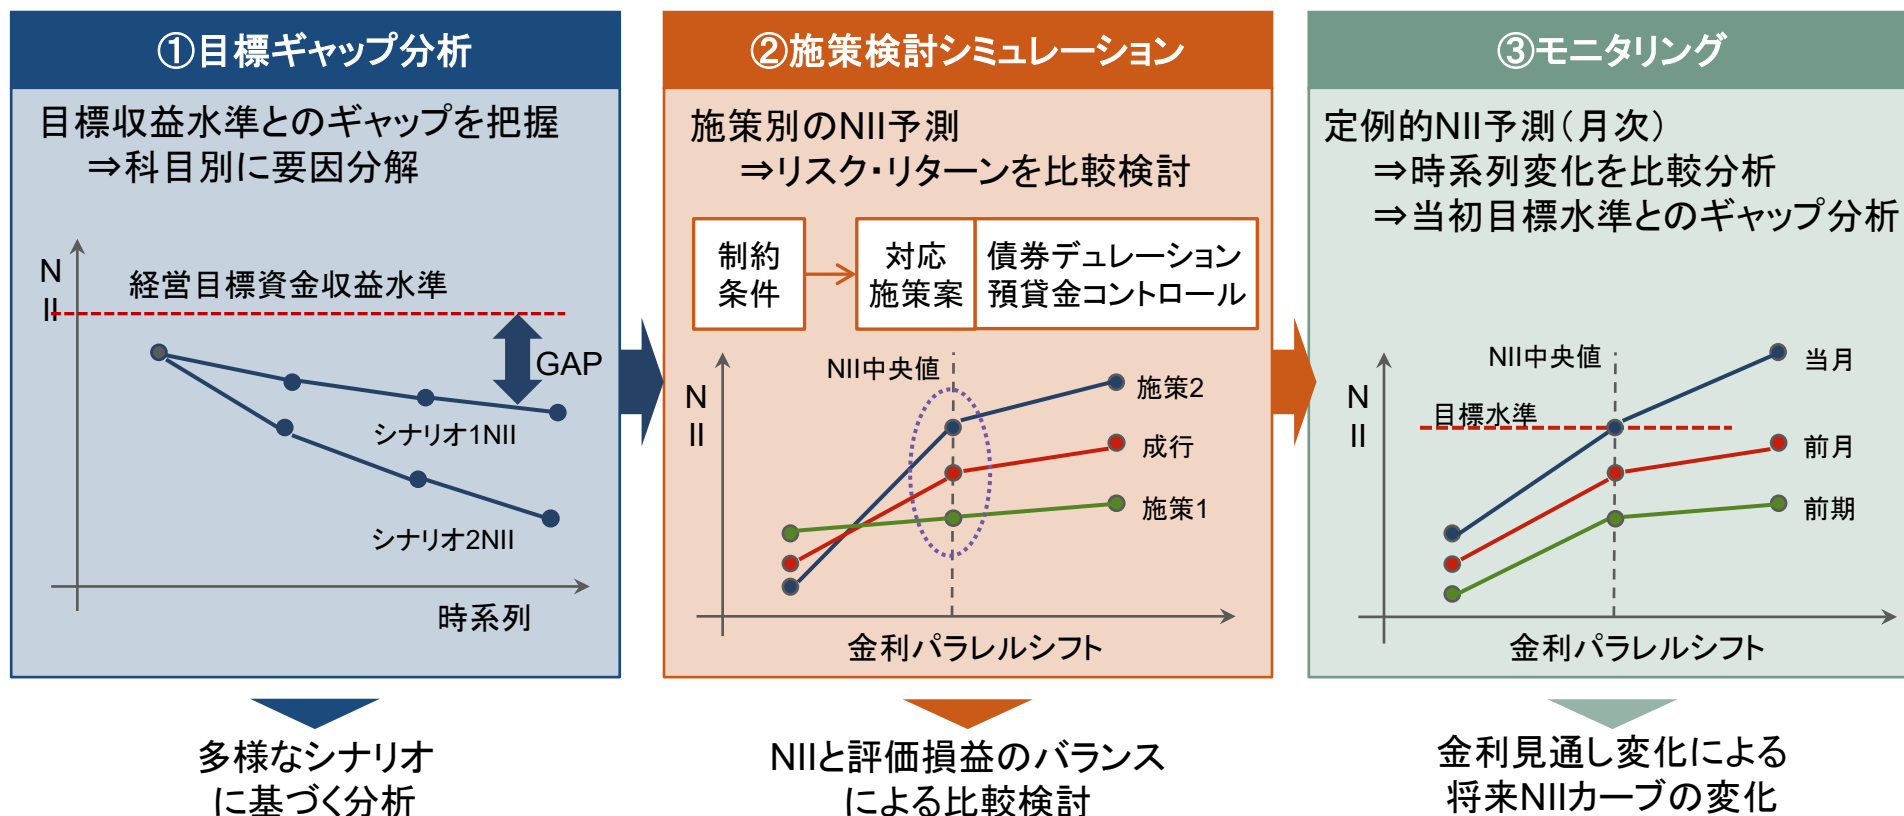 ①目標ギャップ分析
目標収益水準とのギャップを把握
⇒科目別に要因分解
N
II
経営目標資金収益水準
GAP
シナリオ1NII
シナリオ2NII
時系列
多様なシナリオ
に基づく分析
②施策検討シミュレーション
施策別のNII予測
⇒リスク・リターンを比較検討
制約
条件
対応
施策案
債券デュレーション
預貸金コントロール
N
II
NII中央値
施策2
成行
施策1
金利パラレルシフト
NIIと評価損益のバランス
による比較検討
③モニタリング
定例的NII予測（月次）
⇒時系列変化を比較分析
⇒当初目標水準とのギャップ分析
N
II
NII中央値
目標水準
当月
前月
前期
金利パラレルシフト
金利見通し変化による
将来NIIカーブの変化